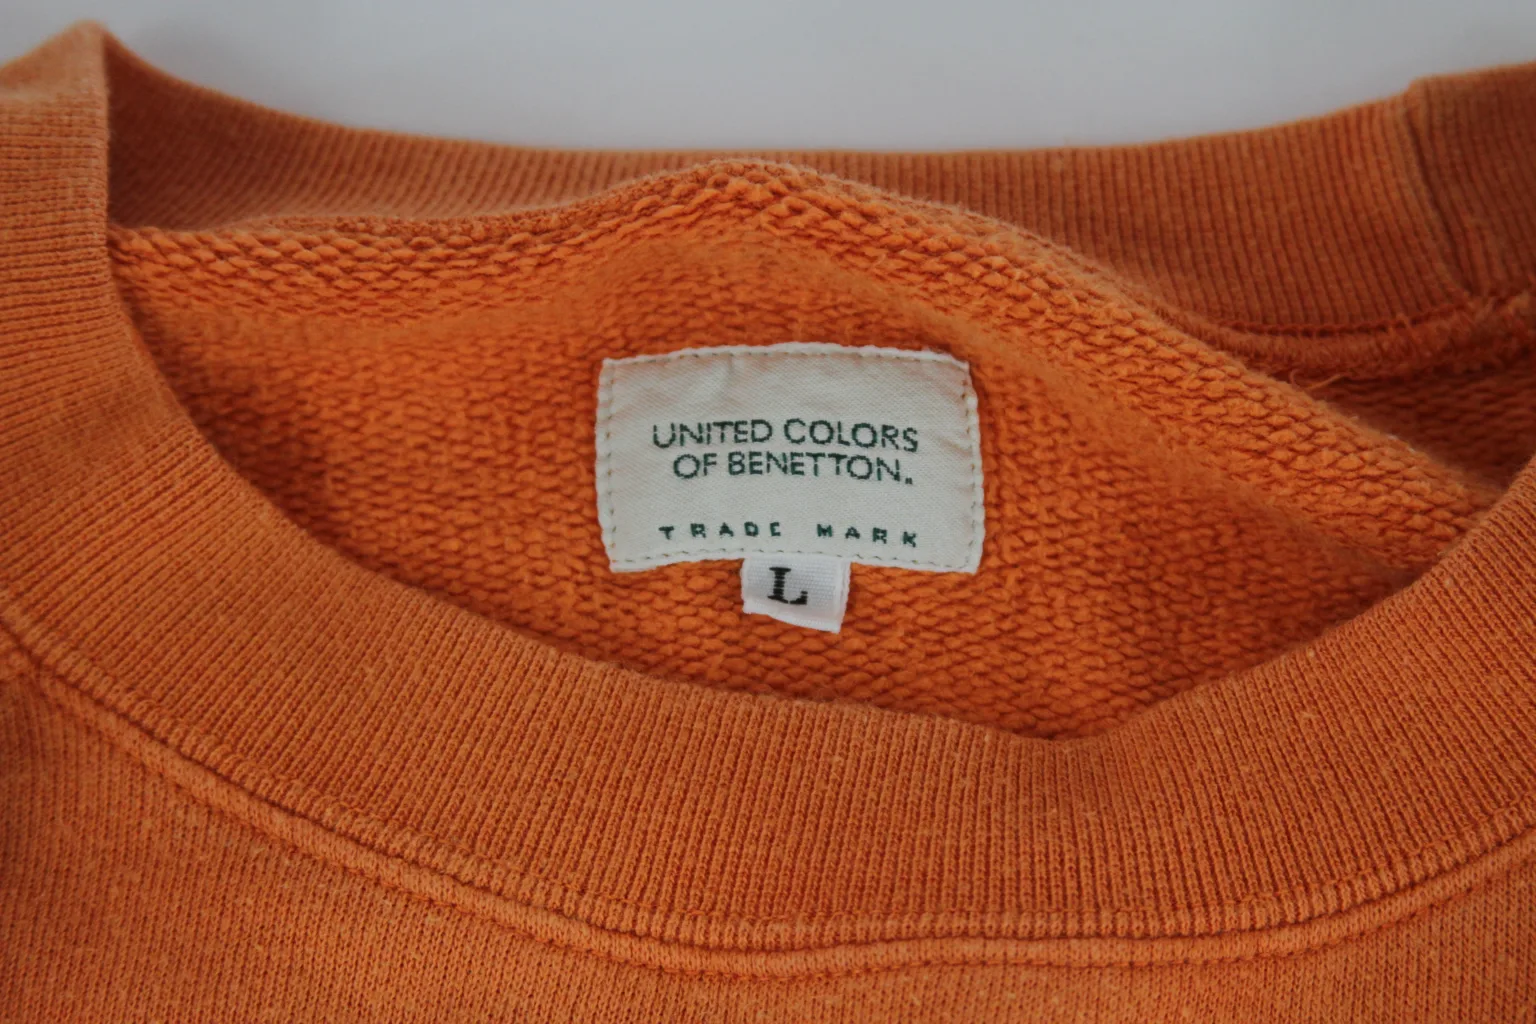 UNITED COLORS
OF BENETTON.
TRADE MARK
L